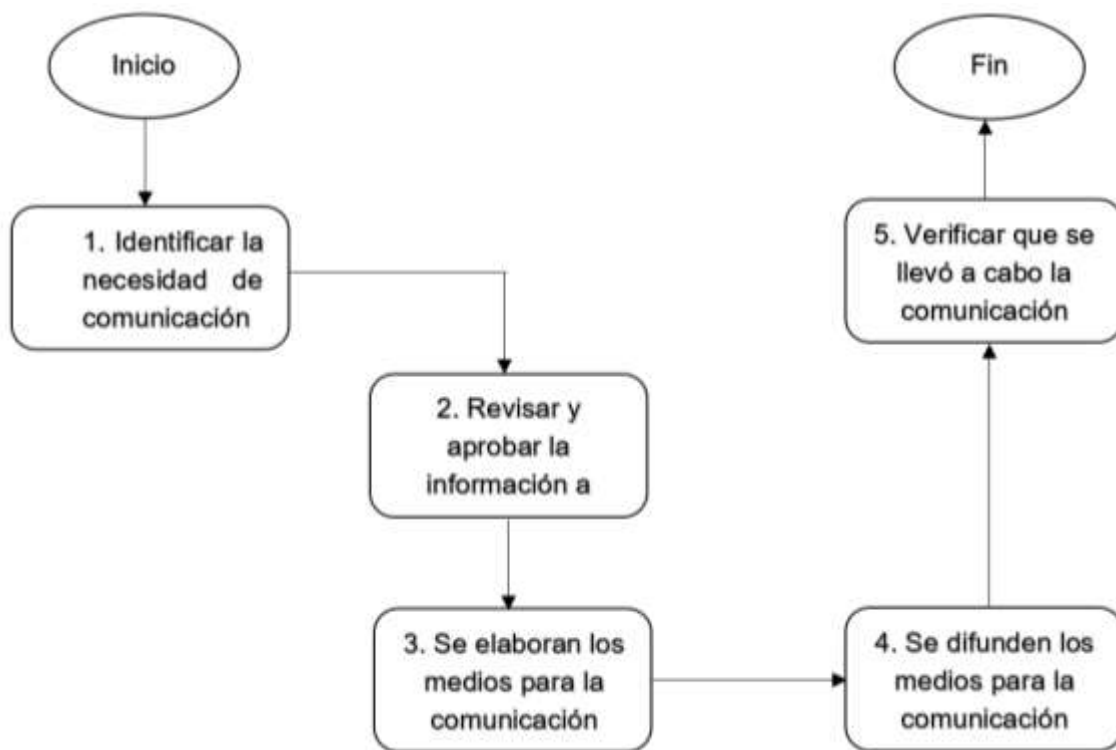 Inicio
1. Identificar la
necesidad de
comunicación
2. Revisar y
aprobar la
información a
3. Se elaboran los
medios para la
comunicación
4. Se difunden los
medios para la
comunicación
5. Verificar que se
llevó a cabo la
comunicación
Fin